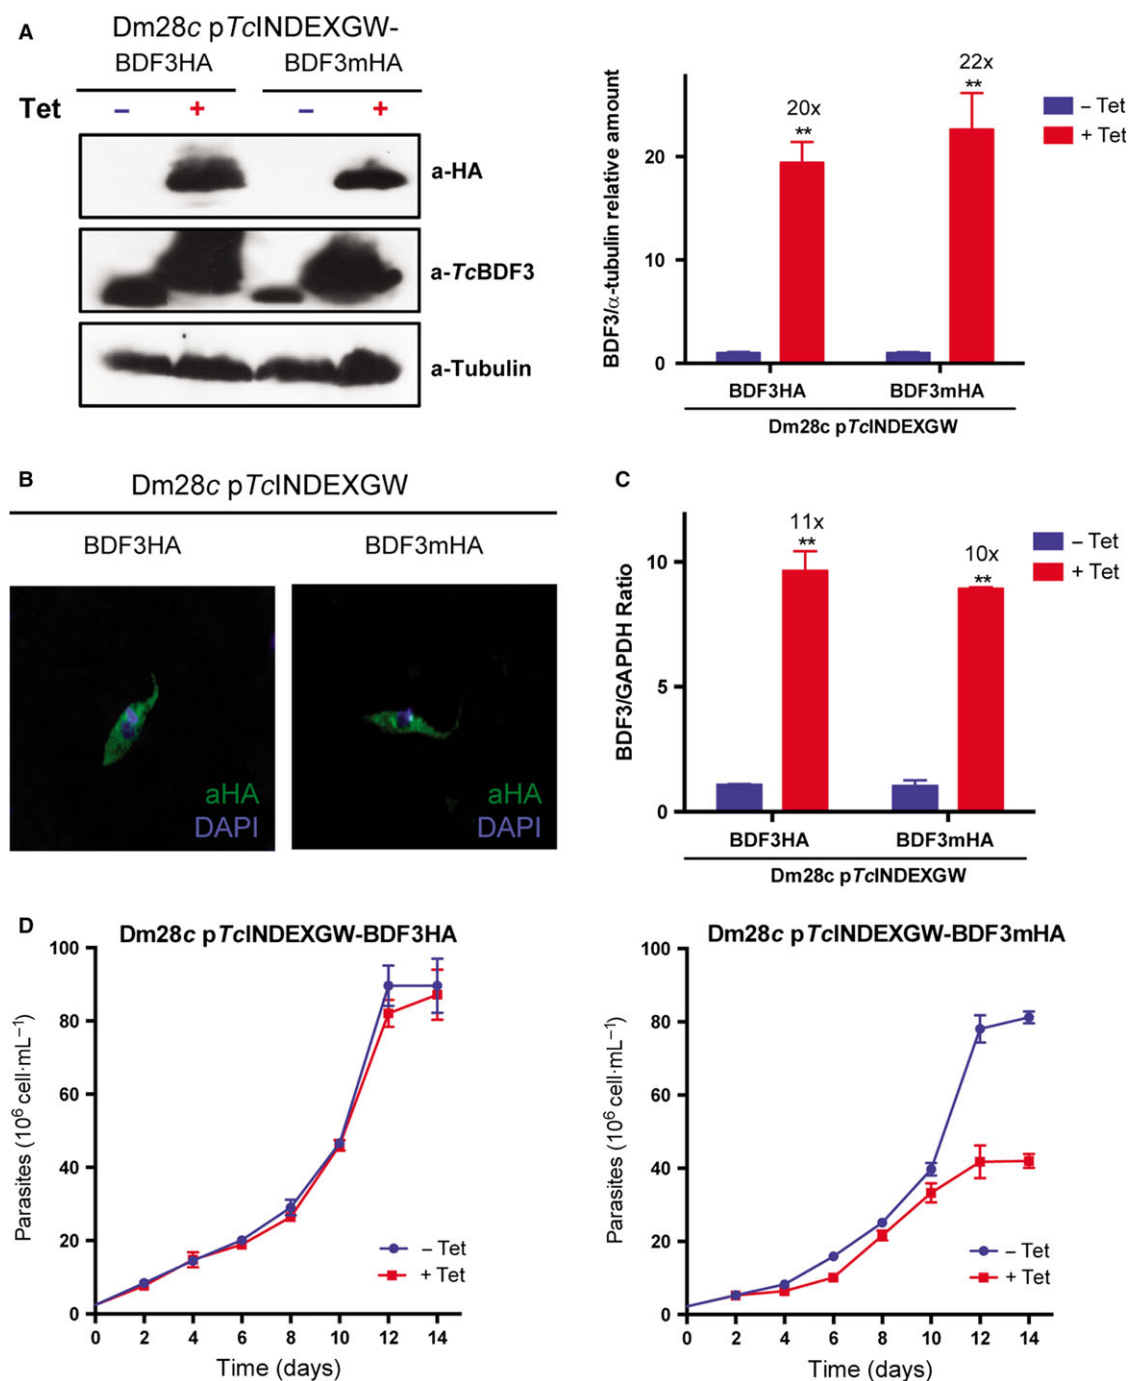 A
Dm28c pTcINDEXGW-
BDF3HA BDF3mHA
Tet – + – +
a-HA
a-TcBDF3
a-Tubulin
BDF3/α-tubulin relative amount
20
10
0
20x
**
22x
**
– Tet
+ Tet
BDF3HA BDF3mHA
Dm28c pTcINDEXGW
B
Dm28c pTcINDEXGW
BDF3HA BDF3mHA
aHA
DAPI
aHA
DAPI
C
BDF3/GAPDH Ratio
10
5
0
11x
**
10x
**
– Tet
+ Tet
BDF3HA BDF3mHA
Dm28c pTcINDEXGW
D
Dm28c pTcINDEXGW-BDF3HA
Parasites (10⁶ cell·mL⁻¹)
100
80
60
40
20
0
– Tet
+ Tet
0 2 4 6 8 10 12 14
Time (days)
Dm28c pTcINDEXGW-BDF3mHA
Parasites (10⁶ cell·mL⁻¹)
100
80
60
40
20
0
– Tet
+ Tet
0 2 4 6 8 10 12 14
Time (days)